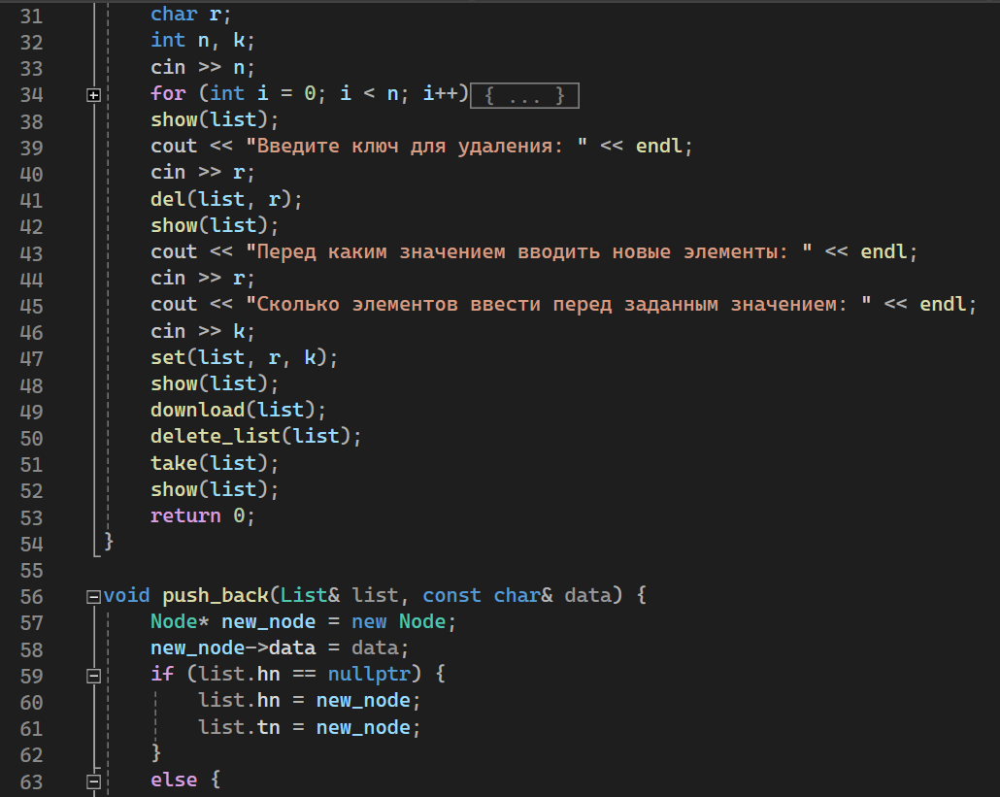 31 char r;
32 int n, k;
33 cin >> n;
34 for (int i = 0; i < n; i++){ ... }
38 show(list);
39 cout << "Введите ключ для удаления: " << endl;
40 cin >> r;
41 del(list, r);
42 show(list);
43 cout << "Перед каким значением вводить новые элементы: " << endl;
44 cin >> r;
45 cout << "Сколько элементов ввести перед заданным значением: " << endl;
46 cin >> k;
47 set(list, r, k);
48 show(list);
49 download(list);
50 delete_list(list);
51 take(list);
52 show(list);
53 return 0;
54 }
55
56 void push_back(List& list, const char& data) {
57 Node* new_node = new Node;
58 new_node->data = data;
59 if (list.hn == nullptr) {
60 list.hn = new_node;
61 list.tn = new_node;
62 }
63 else {